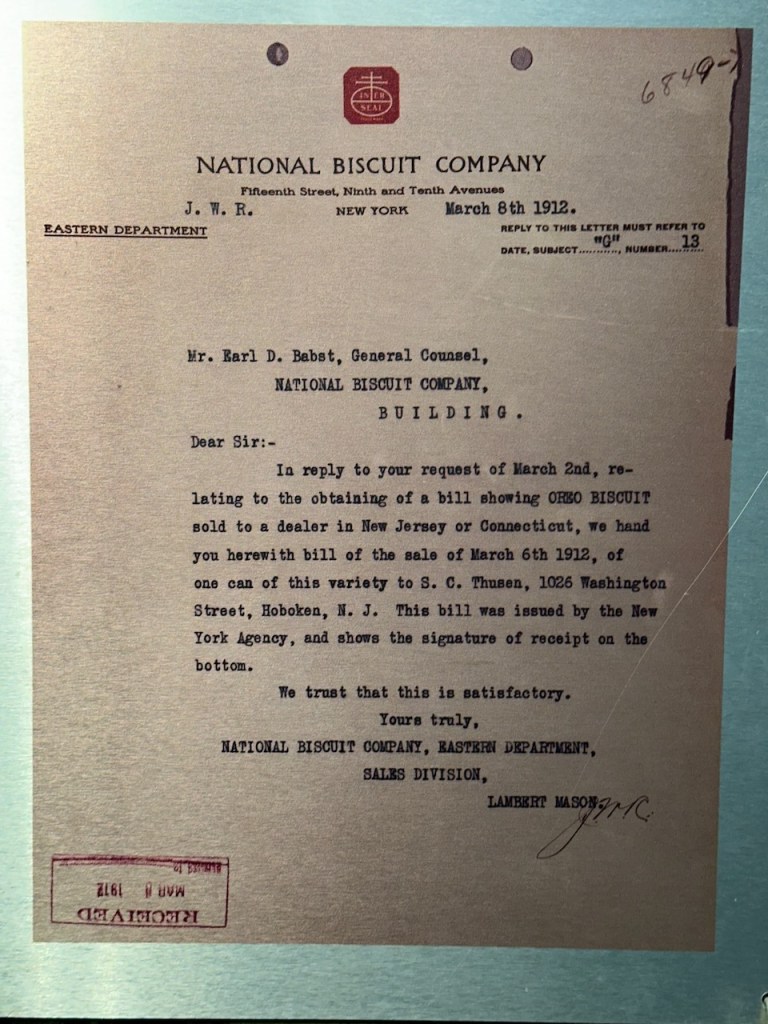 6849-
IN ER
SEAL
NATIONAL BISCUIT COMPANY
Fifteenth Street, Ninth and Tenth Avenues
J. W. R. NEW YORK March 8th 1912.
EASTERN DEPARTMENT
REPLY TO THIS LETTER MUST REFER TO
DATE, SUBJECT.... "G" ...., NUMBER.... 13 ....
Mr. Earl D. Babst, General Counsel,
NATIONAL BISCUIT COMPANY,
B U I L D I N G .
Dear Sir:-
In reply to your request of March 2nd, re-
lating to the obtaining of a bill showing OREO BISCUIT
sold to a dealer in New Jersey or Connecticut, we hand
you herewith bill of the sale of March 6th 1912, of
one can of this variety to S. C. Thusen, 1026 Washington
Street, Hoboken, N. J. This bill was issued by the New
York Agency, and shows the signature of receipt on the
bottom.
We trust that this is satisfactory.
Yours truly,
NATIONAL BISCUIT COMPANY, EASTERN DEPARTMENT,
SALES DIVISION,
LAMBERT MASON.
RECEIVED
MAR 1912